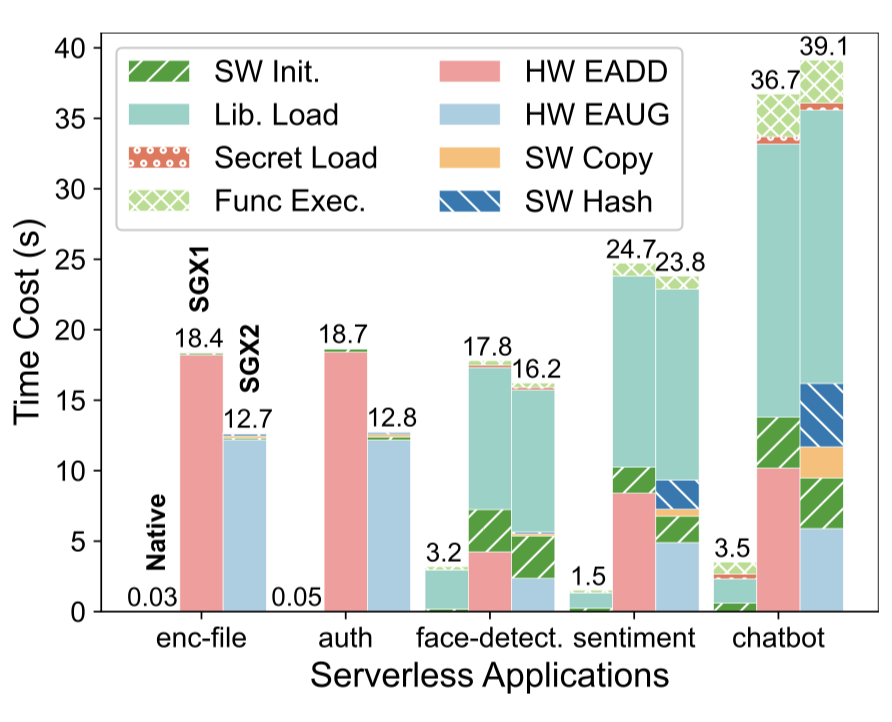 40
35
30
25
20
15
10
5
0
Time Cost (s)
SW Init.
Lib. Load
Secret Load
Func Exec.
HW EADD
HW EAUG
SW Copy
SW Hash
Native
SGX1
SGX2
0.03
18.4
12.7
0.05
18.7
12.8
3.2
17.8
16.2
1.5
24.7
23.8
3.5
36.7
39.1
enc-file
auth
face-detect.
sentiment
chatbot
Serverless Applications